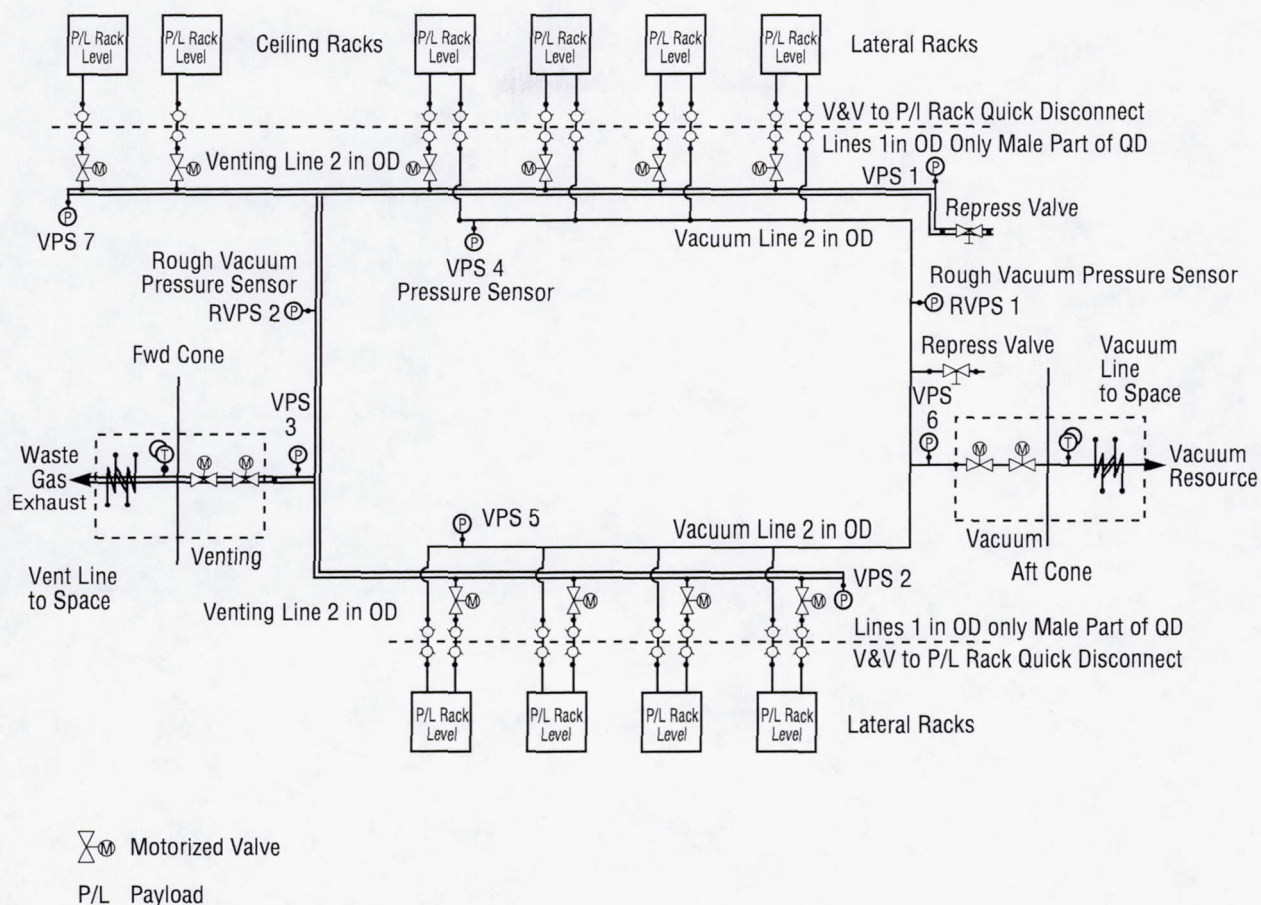 P/L Rack
Level
P/L Rack
Level
Ceiling Racks
P/L Rack
Level
P/L Rack
Level
P/L Rack
Level
P/L Rack
Level
Lateral Racks
V&V to P/l Rack Quick Disconnect
Lines 1in OD Only Male Part of QD
Venting Line 2 in OD
M
M
M
M
M
M
VPS 1
P
Repress Valve
P
VPS 7
P
VPS 4
Pressure Sensor
Vacuum Line 2 in OD
Rough Vacuum
Pressure Sensor
RVPS 2
P
Rough Vacuum Pressure Sensor
P
RVPS 1
Fwd Cone
Repress Valve
Vacuum
Line
to Space
VPS
3
P
VPS
6
P
Waste
Gas
Exhaust
T
M
M
M
M
T
Vacuum
Resource
Venting
Vacuum
Aft Cone
Vent Line
to Space
P
VPS 5
Vacuum Line 2 in OD
VPS 2
P
Venting Line 2 in OD
M
M
M
M
Lines 1 in OD only Male Part of QD
V&V to P/L Rack Quick Disconnect
P/L Rack
Level
P/L Rack
Level
P/L Rack
Level
P/L Rack
Level
Lateral Racks
M
Motorized Valve
P/L Payload